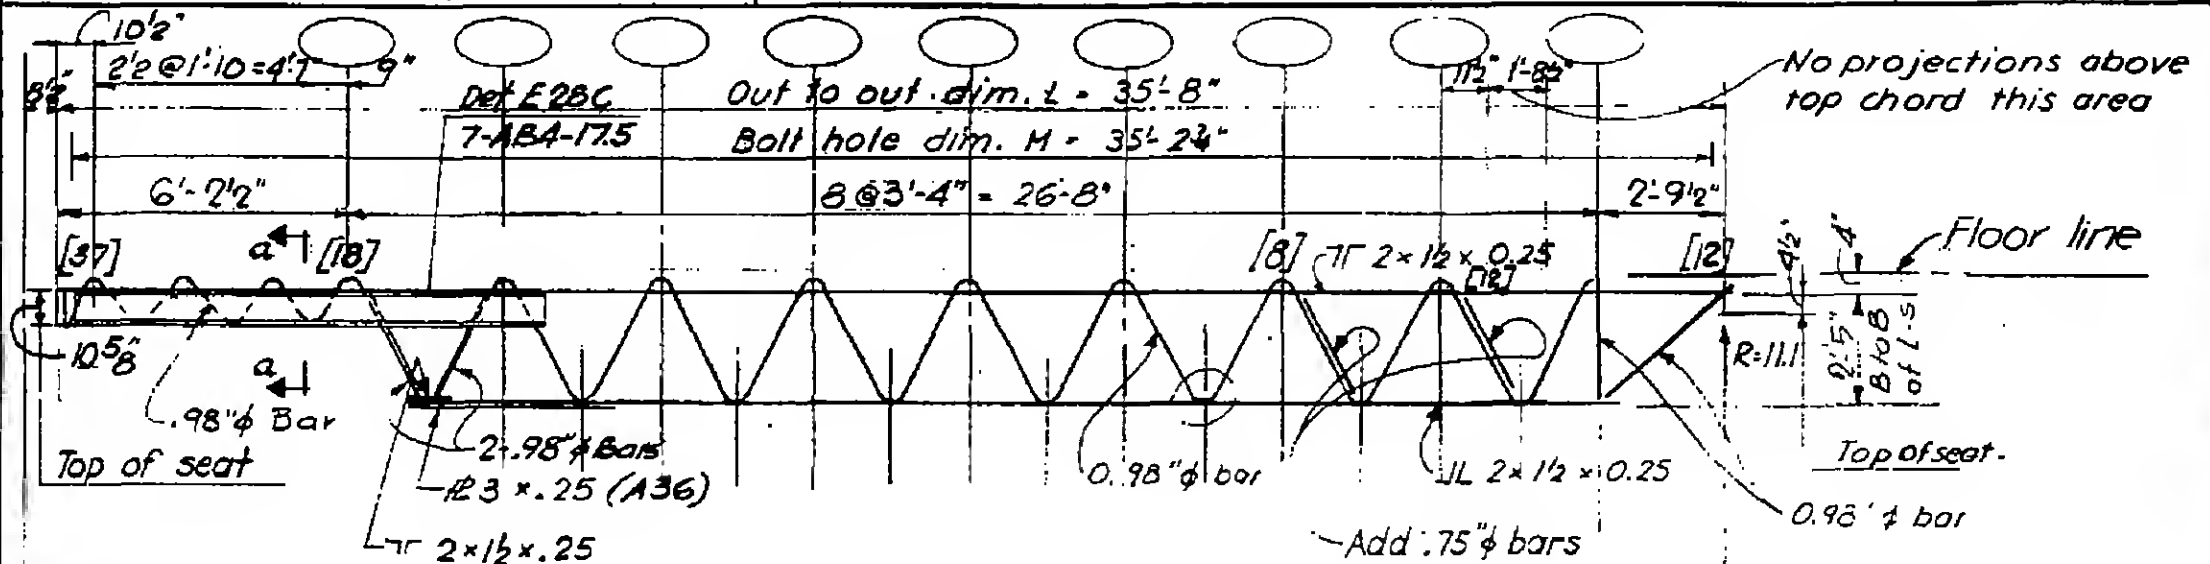 10½"
2½ @ 1'-10 = 4'-7"
9"
8½"
Det E28C
7-AB4-17.5
Out to out dim. L = 35'-8"
Bolt hole dim. M = 35'-2¾"
11½" 1'-8½"
No projections above
top chord this area
6'-2½"
8 @ 3'-4" = 26'-8"
2'-9½"
[37]
a
[18]
[8]
⅂Γ 2 × 1½ × 0.25
[12]
[12]
4½"
4"
Floor line
10⅝"
a
R=11.1
2'-5"
B to B
of L-s
.98"ϕ Bar
2-.98"ϕ Bars
Top of seat
℄ 3 × .25 (A36)
0.98"ϕ bar
⅃L 2 × 1½ × 0.25
Top of seat.
0.98"ϕ bar
⅂Γ 2 × 1½ × .25
Add .75"ϕ bars